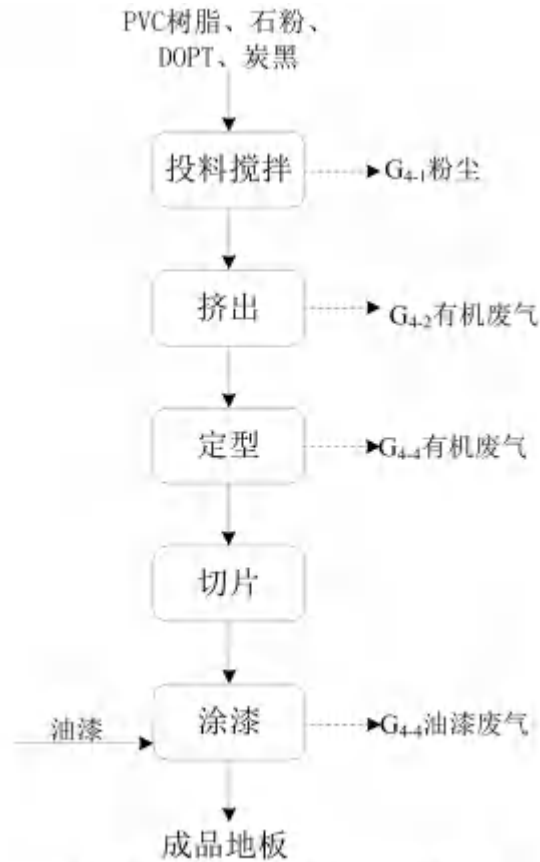 PVC树脂、石粉、
DOPT、炭黑
投料搅拌
G4-1粉尘
挤出
G4-2有机废气
定型
G4-4有机废气
切片
油漆
涂漆
G4-4油漆废气
成品地板